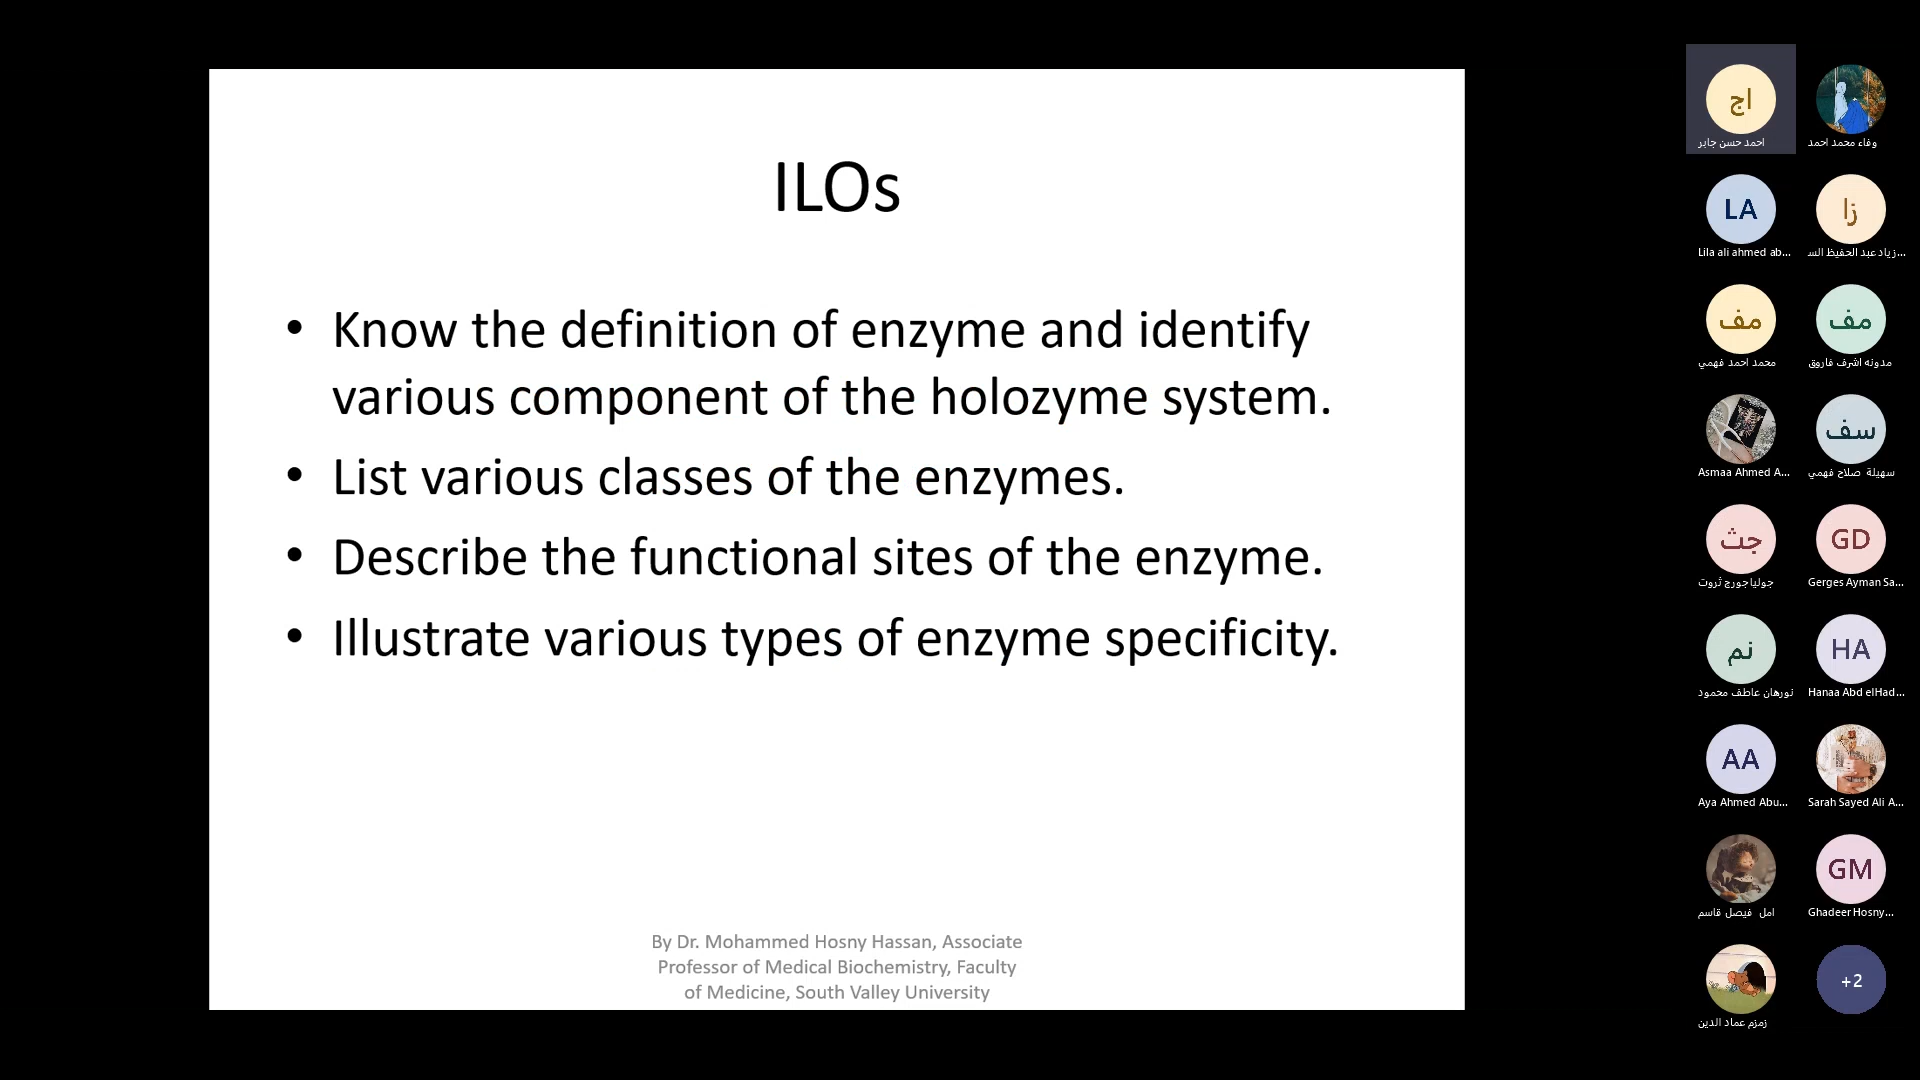 ILOs
• Know the definition of enzyme and identify
various component of the holozyme system.
• List various classes of the enzymes.
• Describe the functional sites of the enzyme.
• Illustrate various types of enzyme specificity.
By Dr. Mohammed Hosny Hassan, Associate
Professor of Medical Biochemistry, Faculty
of Medicine, South Valley University
اج
احمد حسن جابر
وفاء محمد احمد
LA
Lila ali ahmed ab...
زا
زياد عبد الحفيظ الس...
مف
محمد احمد فهمي
مف
مدونه اشرف فاروق
Asmaa Ahmed A...
سف
سهيلة صلاح فهمي
جث
جولياجورج ثروت
GD
Gerges Ayman Sa...
نم
نورهان عاطف محمود
HA
Hanaa Abd elHad...
AA
Aya Ahmed Abu...
Sarah Sayed Ali A...
امل فيصل قاسم
GM
Ghadeer Hosny...
زمزم عماد الدين
+2